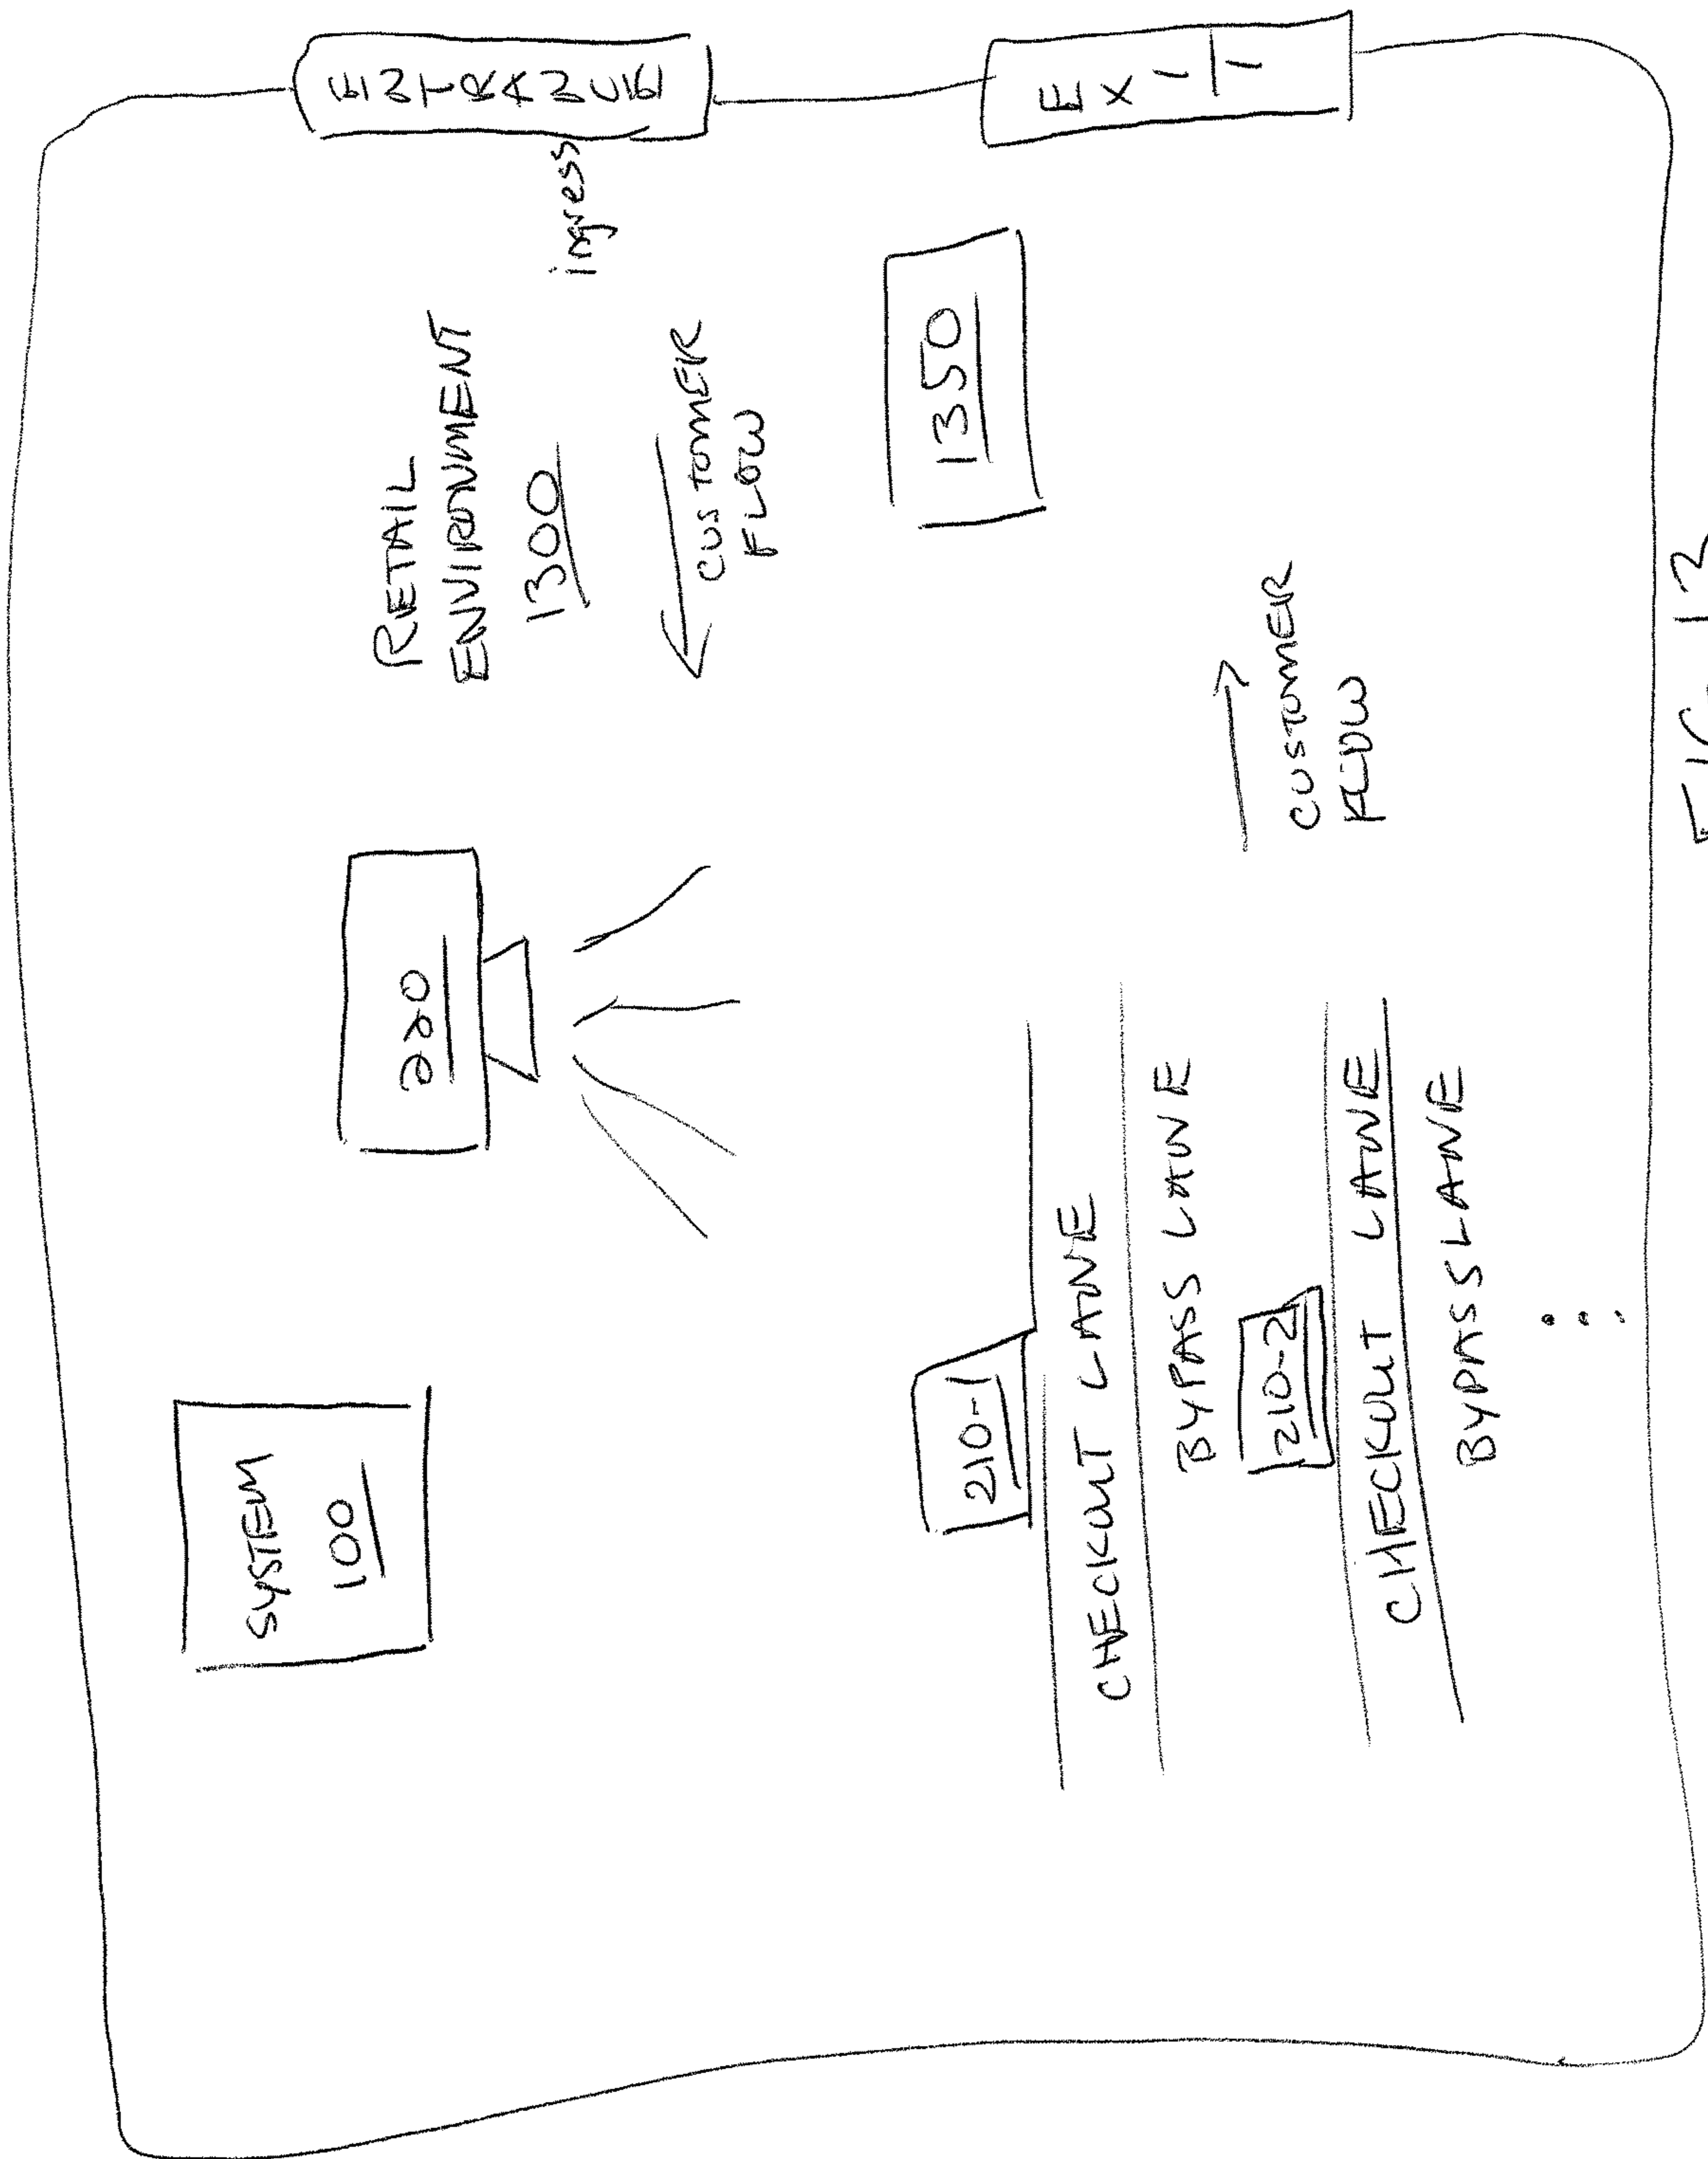 SYSTEM
100
220
RETAIL
ENVIRONMENT
1300
ENTRANCE
ingress
CUSTOMER
FLOW
1350
EXIT
210-1
CHECKOUT LANE
BYPASS LANE
210-2
CUSTOMER
FLOW
CHECKOUT LANE
BYPASS LANE
FIG. 13